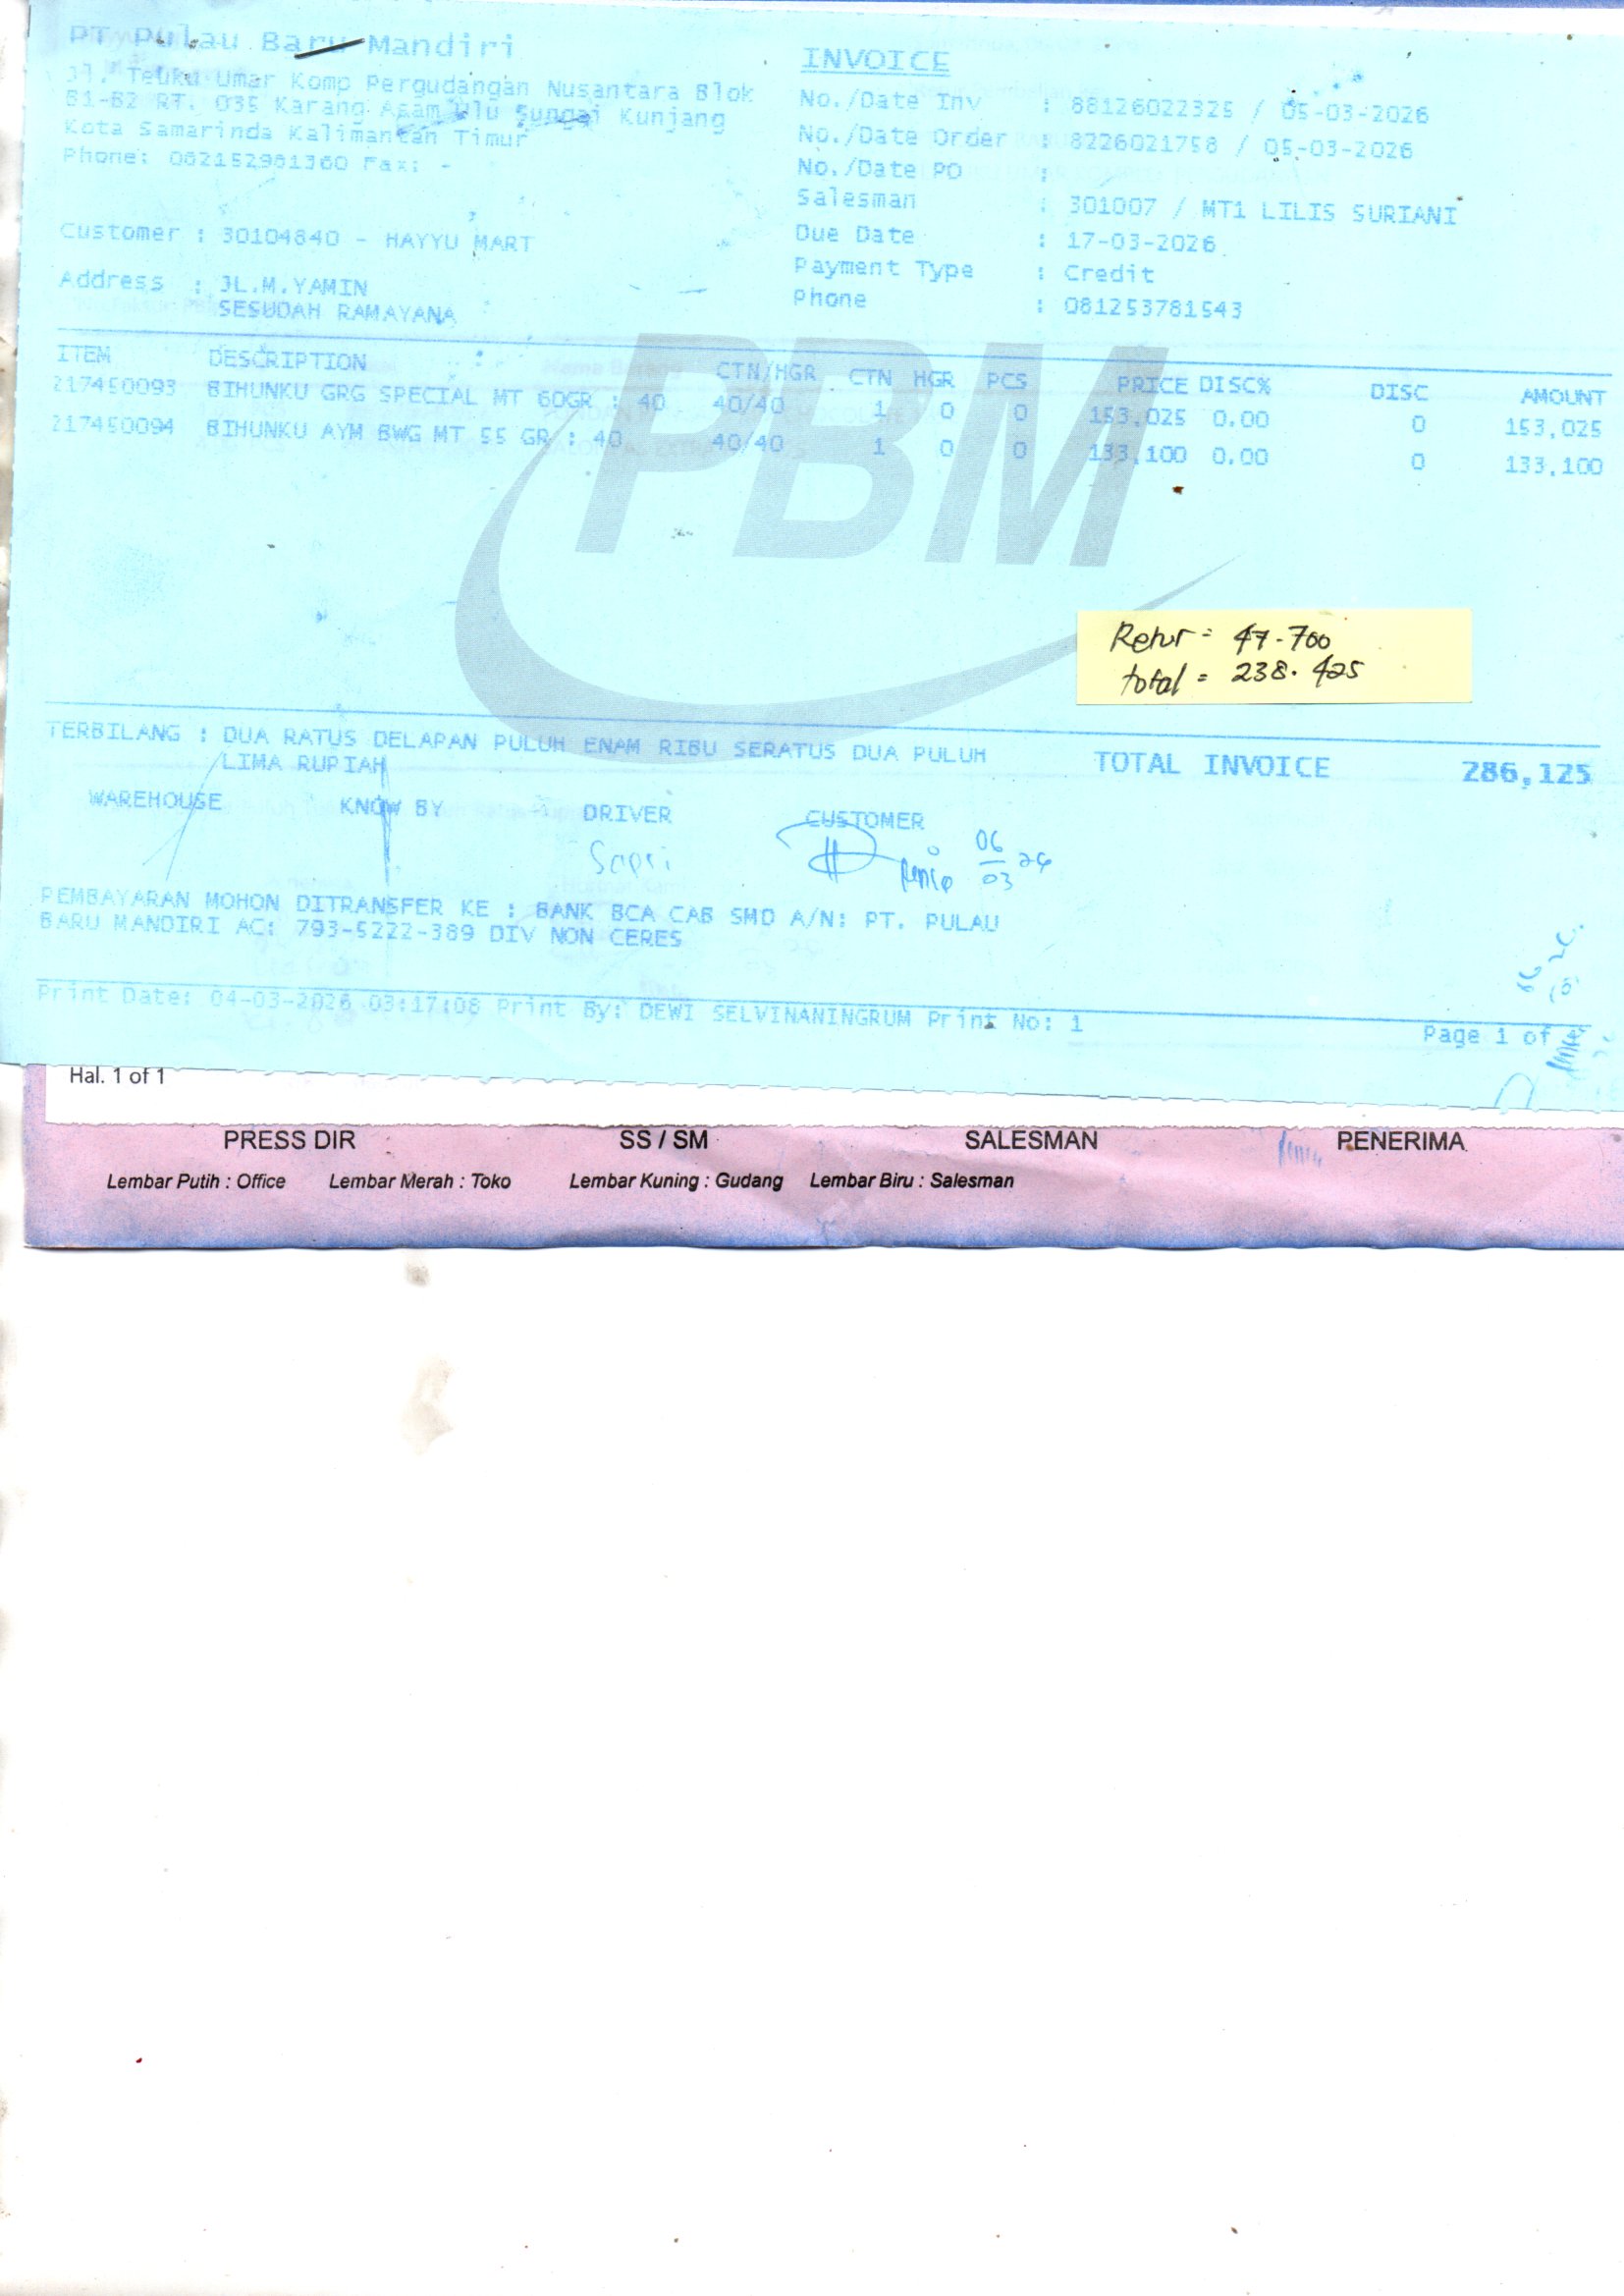 PT Pulau Baru Mandiri
Jl. Teuku Umar Komp Pergudangan Nusantara Blok
B1-B2 RT. 035 Karang Asam Ulu Sungai Kunjang
Kota Samarinda Kalimantan Timur
Phone: 082152981360 Fax: -
INVOICE
No./Date Inv : 88126022325 / 05-03-2026
No./Date Order : 8226021758 / 05-03-2026
No./Date PO :
Salesman : 301007 / MT1 LILIS SURIANI
Due Date : 17-03-2026
Payment Type : Credit
Phone : 081253781543
Customer : 30104840 - HAYYU MART
Address : JL.M.YAMIN
SESUDAH RAMAYANA
ITEM DESCRIPTION CTN/HGR CTN HGR PCS PRICE DISC% DISC AMOUNT
217450093 BIHUNKU GRG SPECIAL MT 60GR : 40 40/40 1 0 0 153,025 0.00 0 153,025
217450094 BIHUNKU AYM BWG MT 55 GR : 40 40/40 1 0 0 133,100 0.00 0 133,100
PBM
Retur = 47-700
total = 238.425
TERBILANG : DUA RATUS DELAPAN PULUH ENAM RIBU SERATUS DUA PULUH
LIMA RUPIAH
TOTAL INVOICE 286,125
WAREHOUSE KNOW BY DRIVER CUSTOMER
Sapri
06
03 26
PEMBAYARAN MOHON DITRANSFER KE : BANK BCA CAB SMD A/N: PT. PULAU
BARU MANDIRI AC: 793-5222-389 DIV NON CERES
Print Date: 04-03-2026 03:17:08 Print By: DEWI SELVINANINGRUM Print No: 1
Page 1 of
Hal. 1 of 1
PRESS DIR SS / SM SALESMAN PENERIMA
Lembar Putih : Office Lembar Merah : Toko Lembar Kuning : Gudang Lembar Biru : Salesman